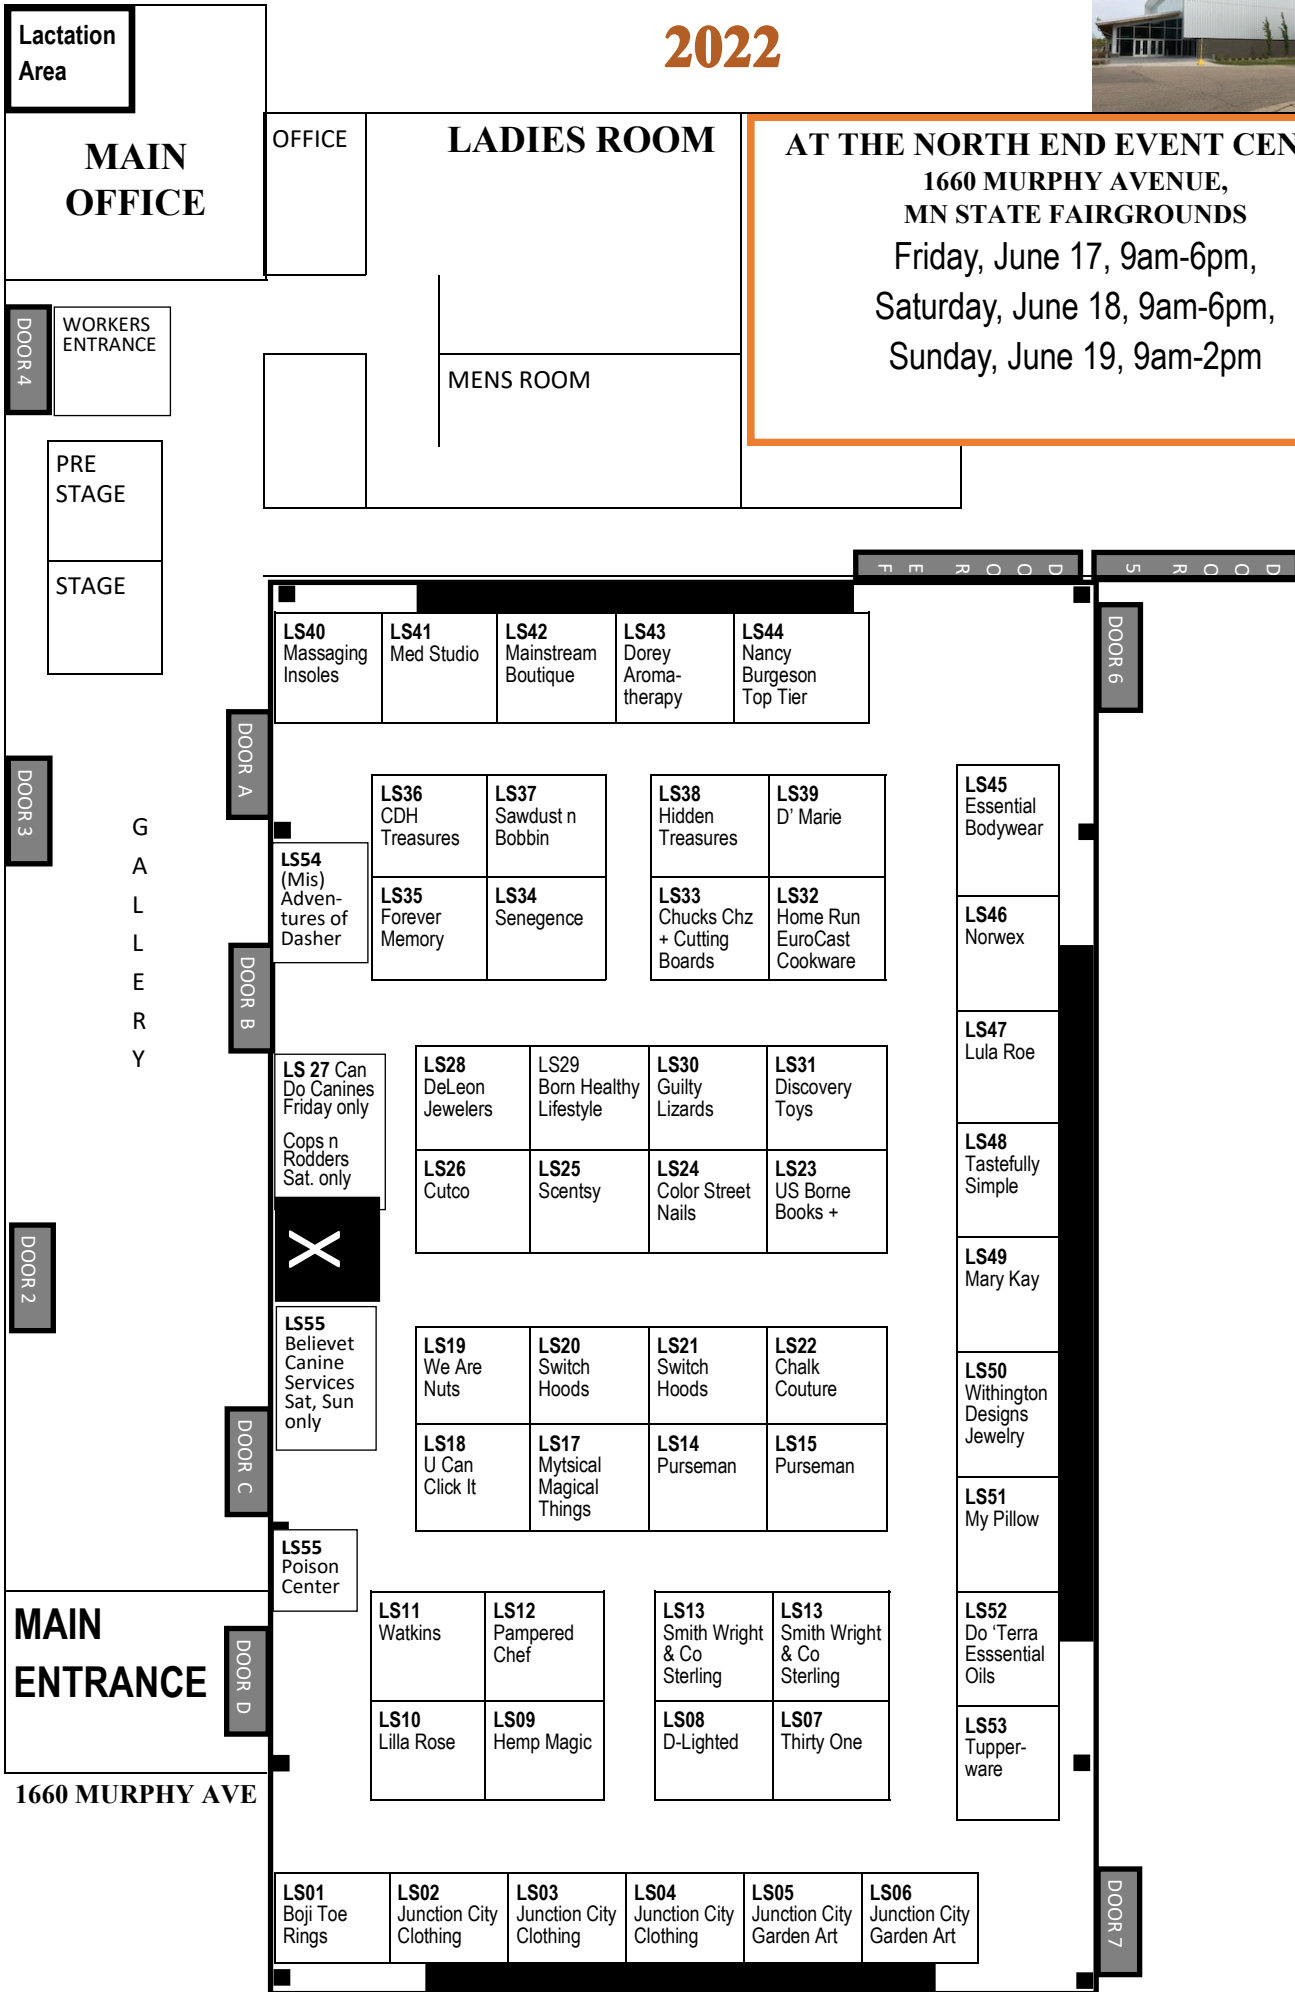 Lactation
Area
2022
MAIN
OFFICE
OFFICE
LADIES ROOM
MENS ROOM
AT THE NORTH END EVENT CEN
1660 MURPHY AVENUE,
MN STATE FAIRGROUNDS
Friday, June 17, 9am-6pm,
Saturday, June 18, 9am-6pm,
Sunday, June 19, 9am-2pm
DOOR 4
WORKERS
ENTRANCE
PRE
STAGE
STAGE
DOOR FE
DOOR 5
DOOR 6
LS40
Massaging
Insoles
LS41
Med Studio
LS42
Mainstream
Boutique
LS43
Dorey
Aroma-
therapy
LS44
Nancy
Burgeson
Top Tier
DOOR A
DOOR 3
GALLERY
LS36
CDH
Treasures
LS37
Sawdust n
Bobbin
LS38
Hidden
Treasures
LS39
D’ Marie
LS45
Essential
Bodywear
LS54
(Mis)
Adven-
tures of
Dasher
LS35
Forever
Memory
LS34
Senegence
LS33
Chucks Chz
+ Cutting
Boards
LS32
Home Run
EuroCast
Cookware
LS46
Norwex
DOOR B
LS47
Lula Roe
LS 27 Can
Do Canines
Friday only
Cops n
Rodders
Sat. only
LS28
DeLeon
Jewelers
LS29
Born Healthy
Lifestyle
LS30
Guilty
Lizards
LS31
Discovery
Toys
LS48
Tastefully
Simple
LS26
Cutco
LS25
Scentsy
LS24
Color Street
Nails
LS23
US Borne
Books +
X
DOOR 2
LS49
Mary Kay
LS55
Believet
Canine
Services
Sat, Sun
only
LS19
We Are
Nuts
LS20
Switch
Hoods
LS21
Switch
Hoods
LS22
Chalk
Couture
LS50
Withington
Designs
Jewelry
DOOR C
LS18
U Can
Click It
LS17
Mytsical
Magical
Things
LS14
Purseman
LS15
Purseman
LS51
My Pillow
LS55
Poison
Center
MAIN
ENTRANCE
DOOR D
LS11
Watkins
LS12
Pampered
Chef
LS13
Smith Wright
& Co
Sterling
LS13
Smith Wright
& Co
Sterling
LS52
Do ‘Terra
Esssential
Oils
LS10
Lilla Rose
LS09
Hemp Magic
LS08
D-Lighted
LS07
Thirty One
LS53
Tupper-
ware
1660 MURPHY AVE
LS01
Boji Toe
Rings
LS02
Junction City
Clothing
LS03
Junction City
Clothing
LS04
Junction City
Clothing
LS05
Junction City
Garden Art
LS06
Junction City
Garden Art
DOOR 7